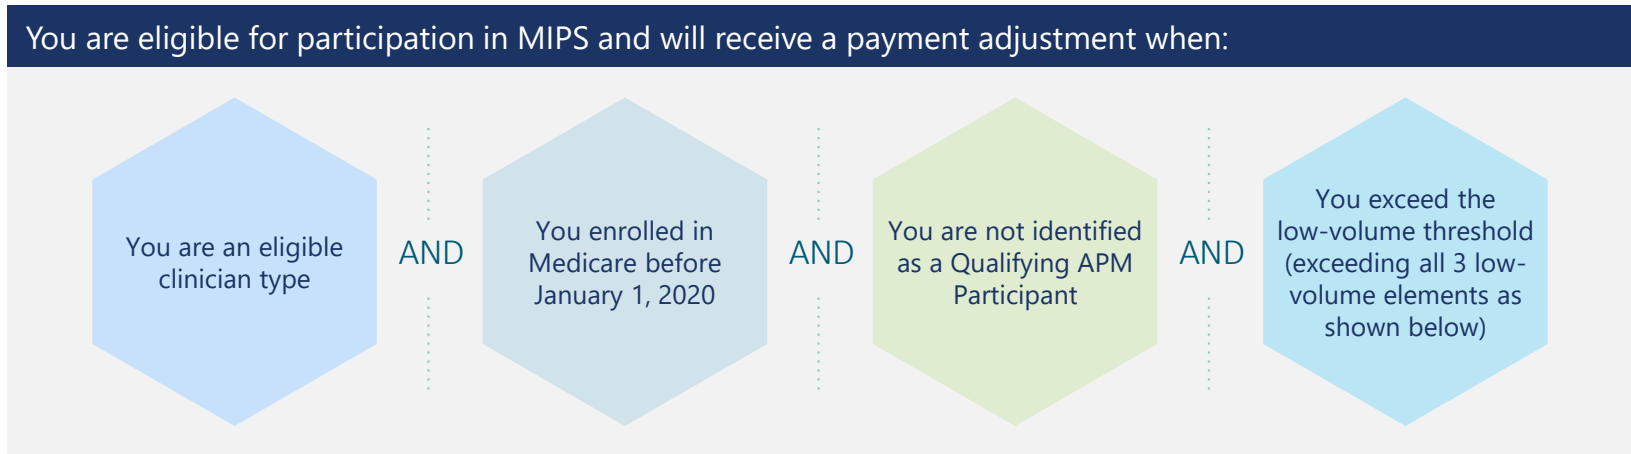 You are eligible for participation in MIPS and will receive a payment adjustment when:
You are an eligible
clinician type
AND
You enrolled in
Medicare before
January 1, 2020
AND
You are not identified
as a Qualifying APM
Participant
AND
You exceed the
low-volume threshold
(exceeding all 3 low-
volume elements as
shown below)